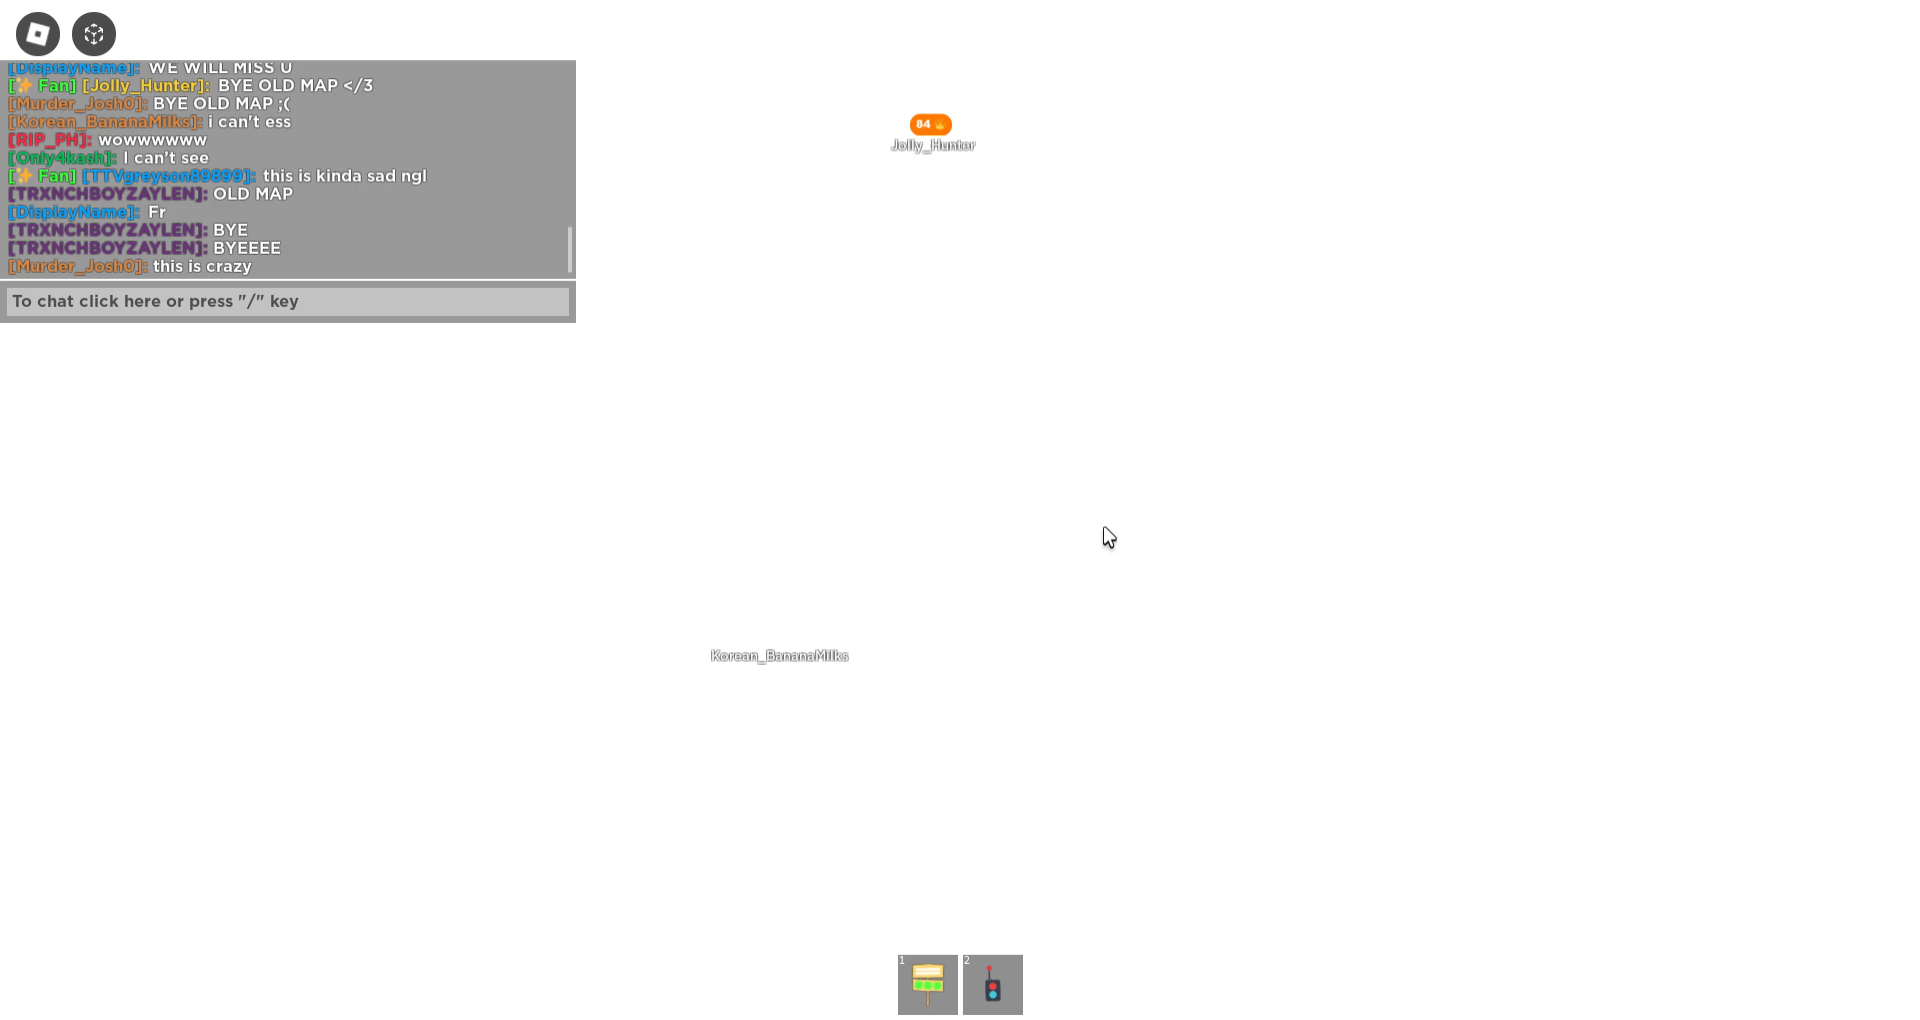 [DisplayName]: WE WILL MISS U
[✨ Fan] [Jolly_Hunter]: BYE OLD MAP </3
[Murder_Josh0]: BYE OLD MAP ;(
[Korean_BananaMilks]: i can't ess
[RIP_PH]: wowwwwww
[Only4kash]: I can't see
[✨ Fan] [TTVgreyson89899]: this is kinda sad ngl
[TRXNCHBOYZAYLEN]: OLD MAP
[DisplayName]: Fr
[TRXNCHBOYZAYLEN]: BYE
[TRXNCHBOYZAYLEN]: BYEEEE
[Murder_Josh0]: this is crazy
To chat click here or press "/" key
84 🔥
Jolly_Hunter
Korean_BananaMilks
1
2